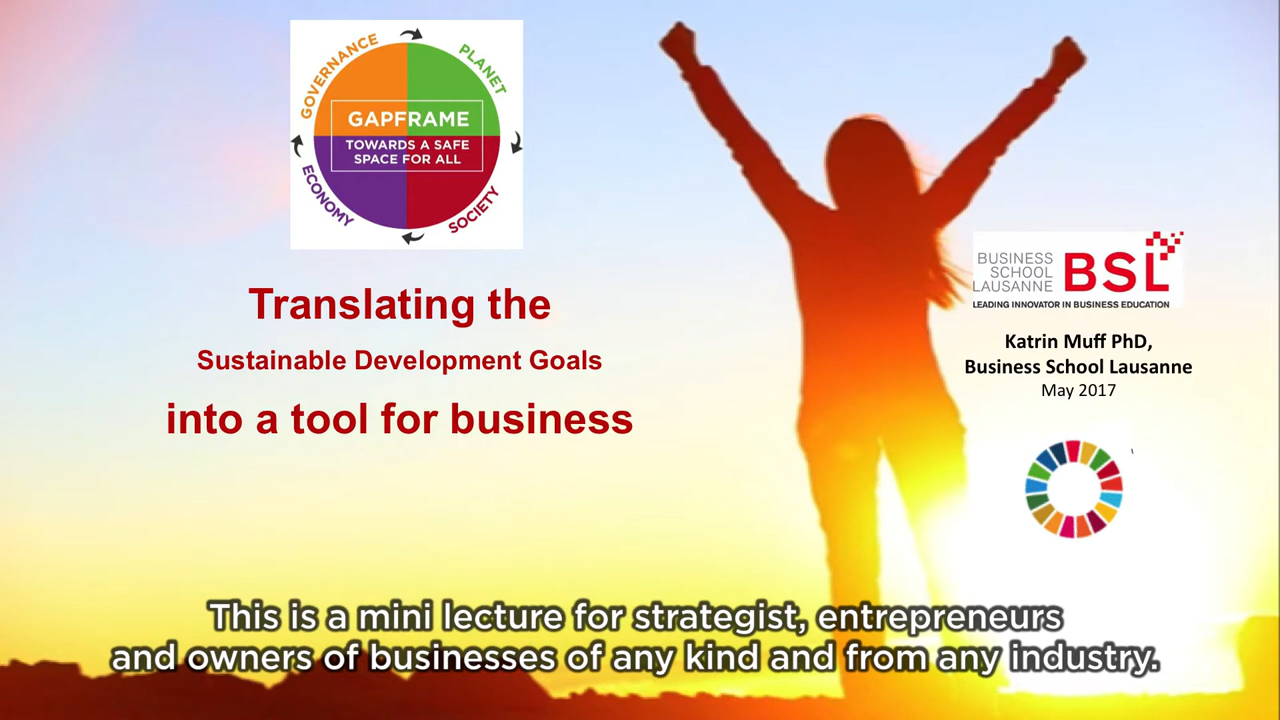 GOVERNANCE
PLANET
GAPFRAME
TOWARDS A SAFE
SPACE FOR ALL
ECONOMY
SOCIETY
Translating the
Sustainable Development Goals
into a tool for business
BUSINESS
SCHOOL
LAUSANNE
BSL
LEADING INNOVATOR IN BUSINESS EDUCATION
Katrin Muff PhD,
Business School Lausanne
May 2017
This is a mini lecture for strategist, entrepreneurs
and owners of businesses of any kind and from any industry.